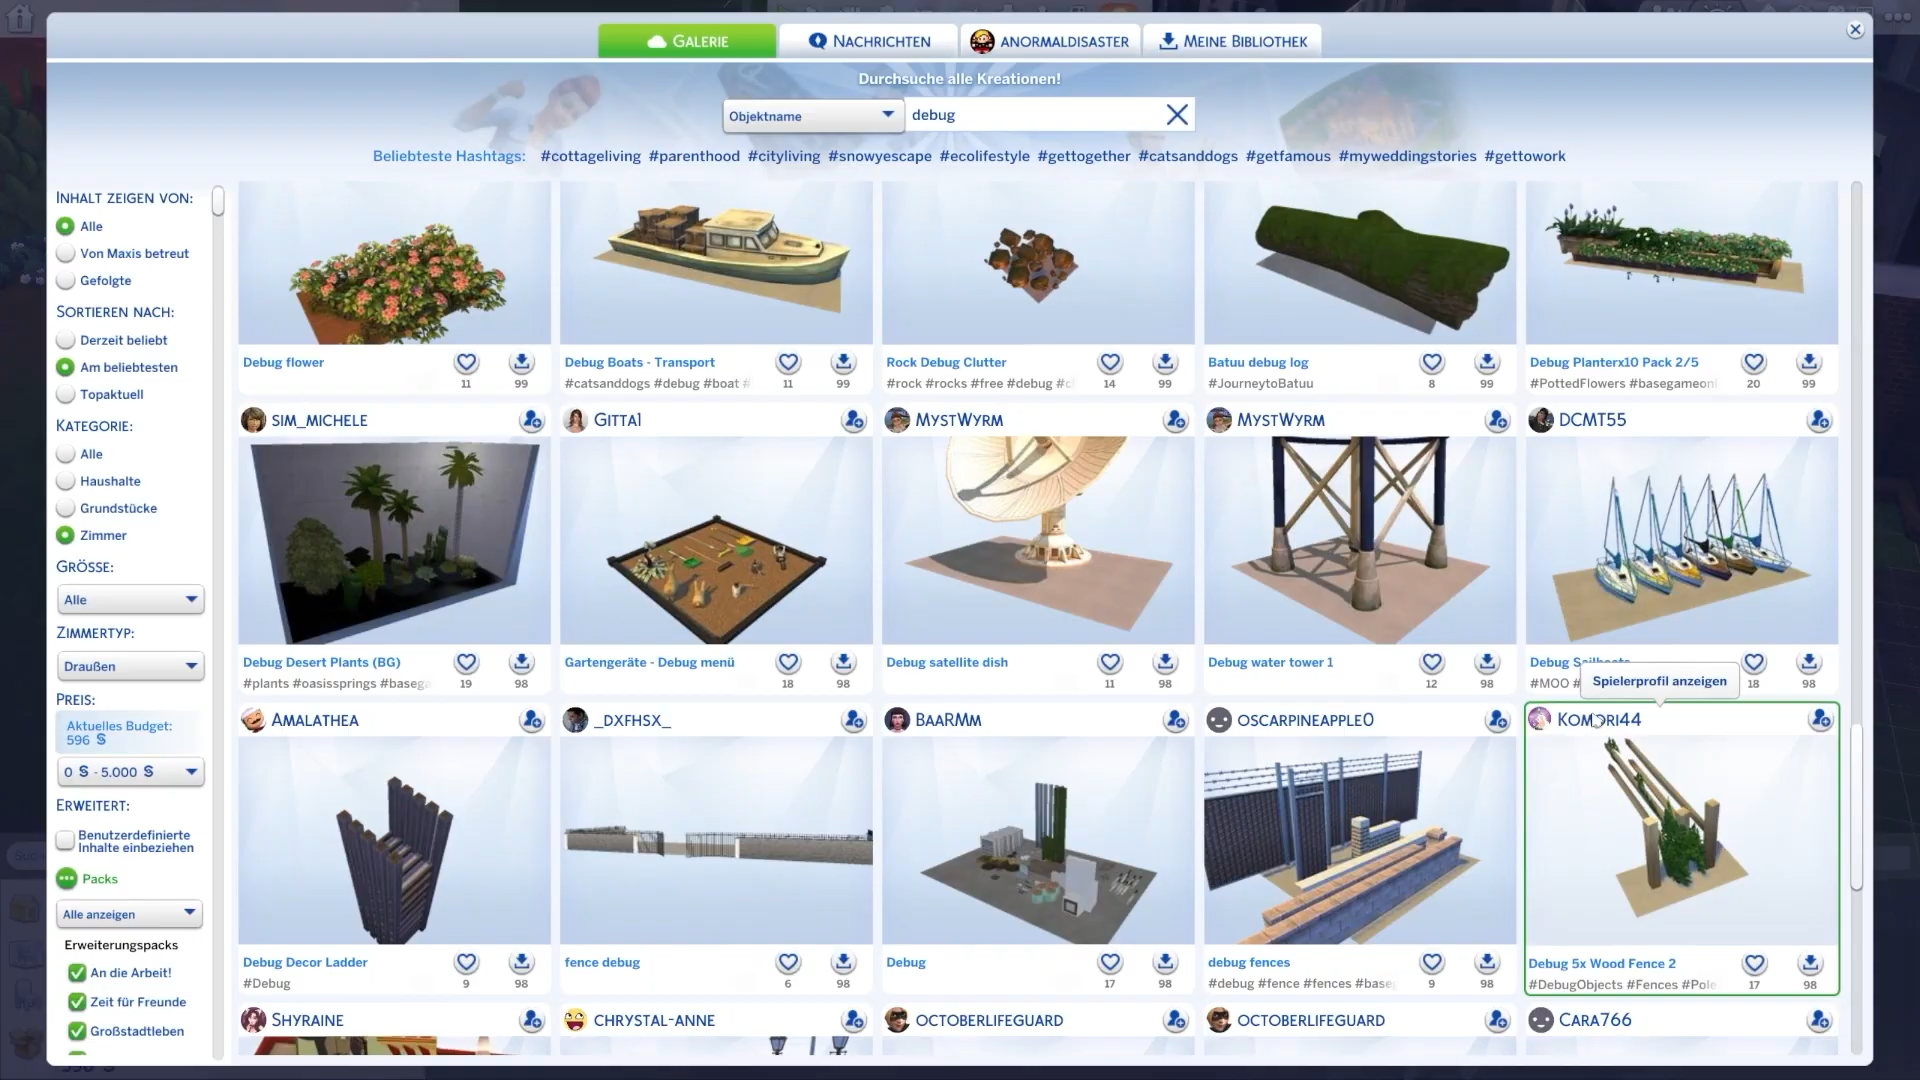 GALERIE
NACHRICHTEN
ANORMALDISASTER
MEINE BIBLIOTHEK
Durchsuche alle Kreationen!
Objektname
debug
Beliebteste Hashtags: #cottageliving #parenthood #cityliving #snowyescape #ecolifestyle #gettogether #catsanddogs #getfamous #myweddingstories #gettowork
INHALT ZEIGEN VON:
Alle
Von Maxis betreut
Gefolgte
SORTIEREN NACH:
Derzeit beliebt
Am beliebtesten
Topaktuell
KATEGORIE:
Alle
Haushalte
Grundstücke
Zimmer
GRÖSSE:
Alle
ZIMMERTYP:
Draußen
PREIS:
Aktuelles Budget:
596 $
0 $ - 5.000 $
ERWEITERT:
Benutzerdefinierte
Inhalte einbeziehen
Packs
Alle anzeigen
Erweiterungspacks
An die Arbeit!
Zeit für Freunde
Großstadtleben
Debug flower
11
99
Debug Boats - Transport
#catsanddogs #debug #boat #
11
99
Rock Debug Clutter
#rock #rocks #free #debug #cl
14
99
Batuu debug log
#JourneytoBatuu
8
99
Debug Planterx10 Pack 2/5
#PottedFlowers #basegameonl
20
99
SIM_MICHELE
GITTA1
MYSTWYRM
MYSTWYRM
DCMT55
Debug Desert Plants (BG)
#plants #oasissprings #basega
19
98
Gartengeräte - Debug menü
18
98
Debug satellite dish
11
98
Debug water tower 1
12
98
Debug Sailboats
#MOO #
18
98
Spielerprofil anzeigen
AMALATHEA
_DXFHSX_
BAARMM
OSCARPINEAPPLE0
KOMORI44
Debug Decor Ladder
#Debug
9
98
fence debug
6
98
Debug
17
98
debug fences
#debug #fence #fences #base
9
98
Debug 5x Wood Fence 2
#DebugObjects #Fences #Pole
17
98
SHYRAINE
CHRYSTAL-ANNE
OCTOBERLIFEGUARD
OCTOBERLIFEGUARD
CARA766